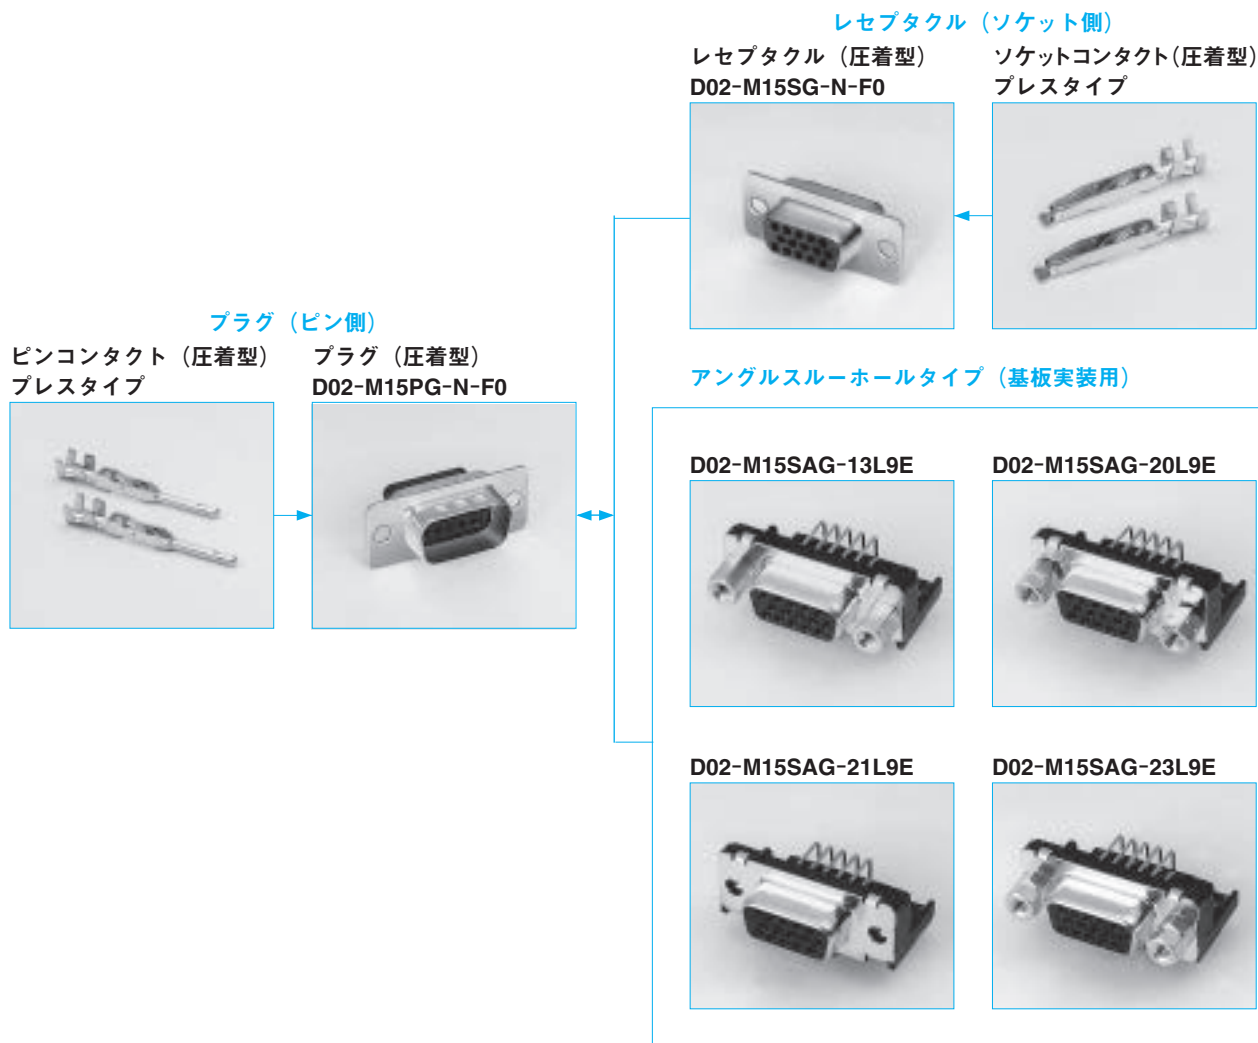 レセプタクル（ソケット側）
レセプタクル（圧着型）
D02-M15SG-N-F0
ソケットコンタクト（圧着型）
プレスタイプ
プラグ（ピン側）
ピンコンタクト（圧着型）
プレスタイプ
プラグ（圧着型）
D02-M15PG-N-F0
アングルスルーホールタイプ（基板実装用）
D02-M15SAG-13L9E
D02-M15SAG-20L9E
D02-M15SAG-21L9E
D02-M15SAG-23L9E